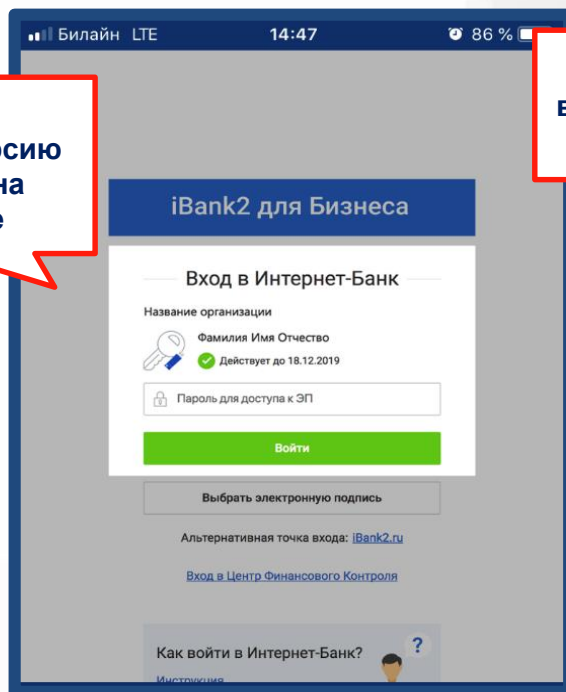 Билайн LTE 14:47 86 %
на
iBank2 для Бизнеса
Вход в Интернет-Банк
Название организации
Фамилия Имя Отчество
Действует до 18.12.2019
Пароль для доступа к ЭП
Войти
Выбрать электронную подпись
Альтернативная точка входа: iBank2.ru
Вход в Центр Финансового Контроля
Как войти в Интернет-Банк?
?
Инструкция